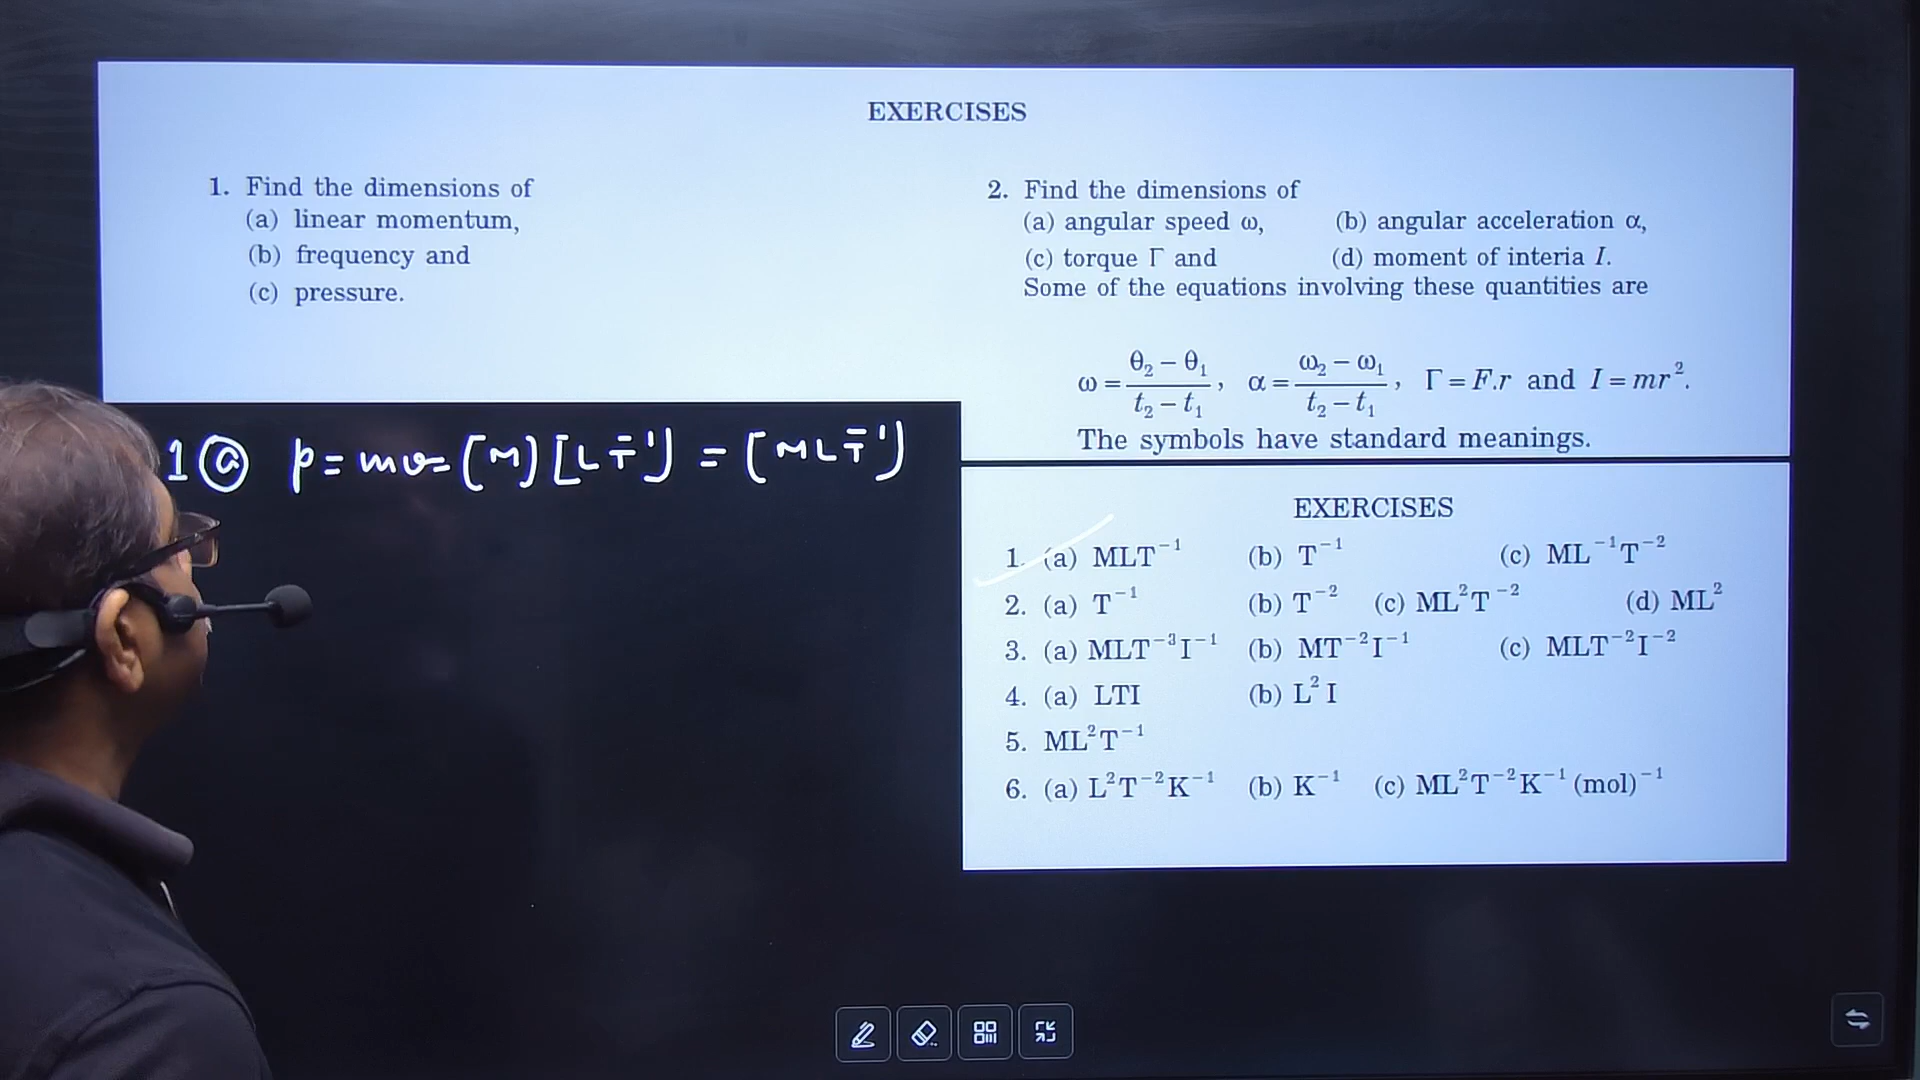 EXERCISES
1. Find the dimensions of
(a) linear momentum,
(b) frequency and
(c) pressure.
2. Find the dimensions of
(a) angular speed ω, (b) angular acceleration α,
(c) torque Γ and (d) moment of interia I.
Some of the equations involving these quantities are
ω = (θ₂ − θ₁)/(t₂ − t₁), α = (ω₂ − ω₁)/(t₂ − t₁), Γ = F.r and I = mr².
The symbols have standard meanings.
1 (a) p = mv = [M] [LT⁻¹] = [MLT⁻¹]
EXERCISES
1. (a) MLT⁻¹ (b) T⁻¹ (c) ML⁻¹T⁻²
2. (a) T⁻¹ (b) T⁻² (c) ML²T⁻² (d) ML²
3. (a) MLT⁻³I⁻¹ (b) MT⁻²I⁻¹ (c) MLT⁻²I⁻²
4. (a) LTI (b) L²I
5. ML²T⁻¹
6. (a) L²T⁻²K⁻¹ (b) K⁻¹ (c) ML²T⁻²K⁻¹(mol)⁻¹